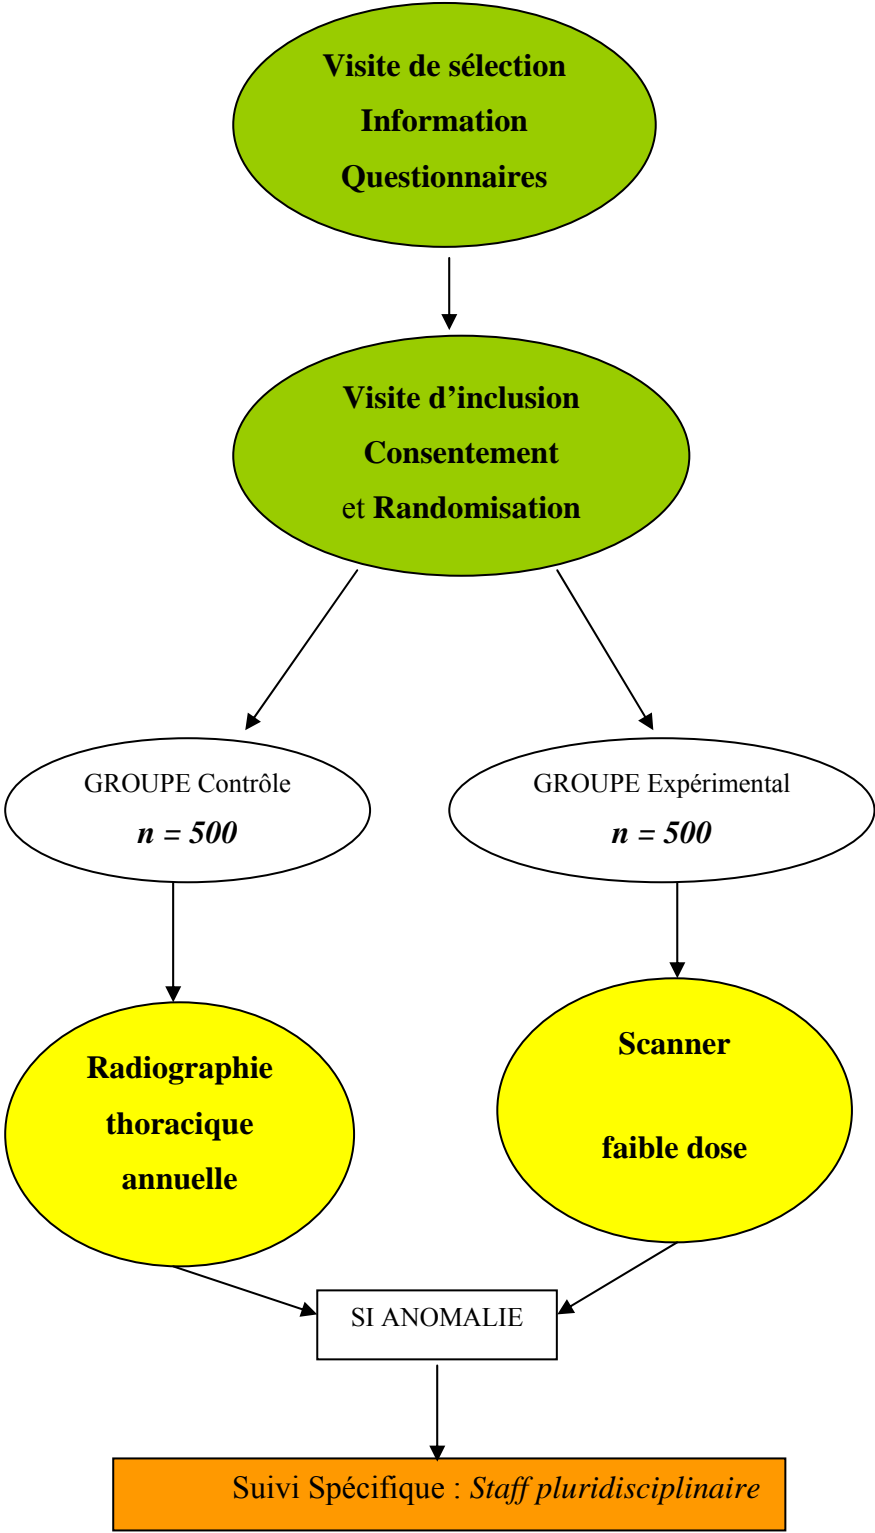 Visite de sélection
Information
Questionnaires
Visite d’inclusion
Consentement
et Randomisation
GROUPE Contrôle
n = 500
GROUPE Expérimental
n = 500
Radiographie
thoracique
annuelle
Scanner
faible dose
SI ANOMALIE
Suivi Spécifique : Staff pluridisciplinaire